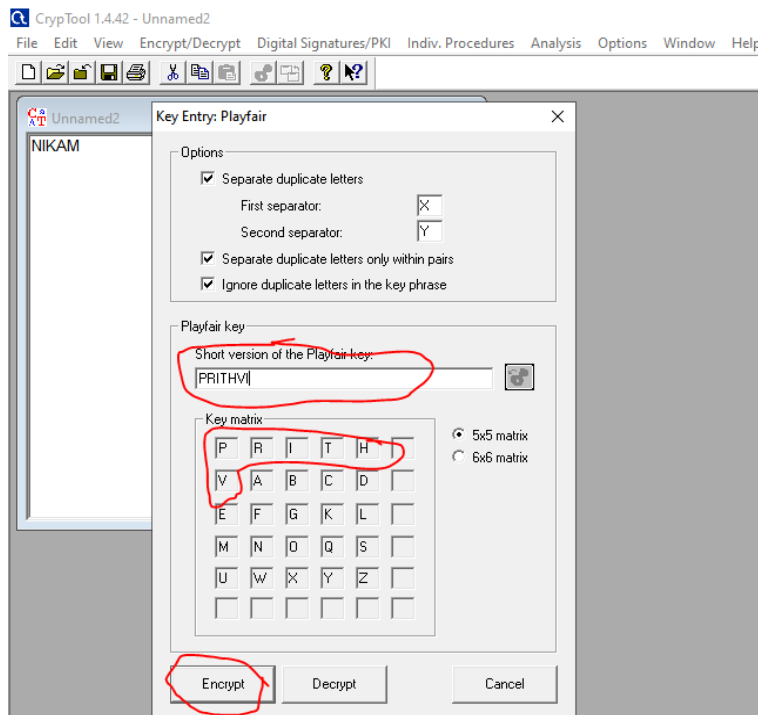 CrypTool 1.4.42 - Unnamed2
File Edit View Encrypt/Decrypt Digital Signatures/PKI Indiv. Procedures Analysis Options Window Help
Unnamed2
NIKAM
Key Entry: Playfair
Options
Separate duplicate letters
First separator: X
Second separator: Y
Separate duplicate letters only within pairs
Ignore duplicate letters in the key phrase
Playfair key
Short version of the Playfair key:
PRITHVI
Key matrix
P R I T H
V A B C D
E F G K L
M N O Q S
U W X Y Z
5x5 matrix
6x6 matrix
Encrypt Decrypt Cancel